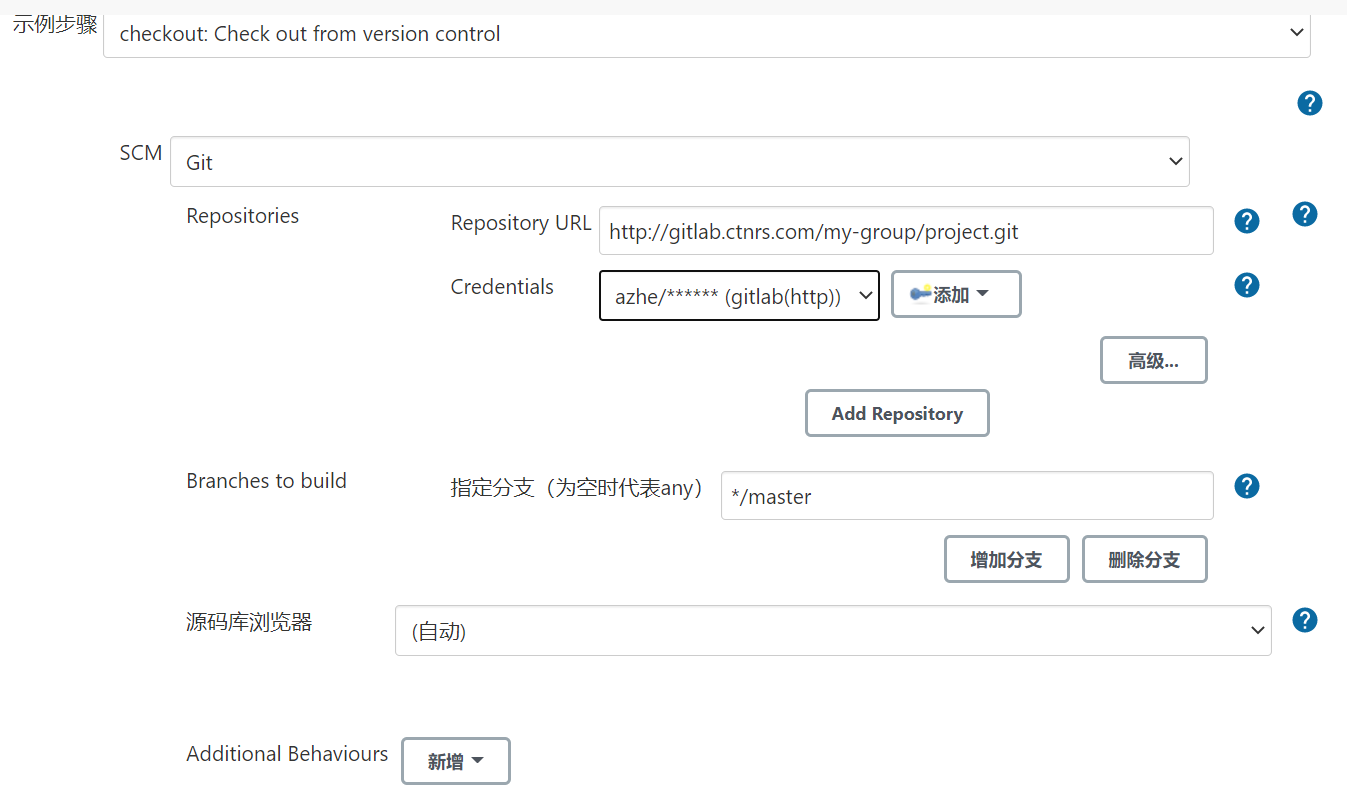 示例步骤 checkout: Check out from version control
?
SCM Git
Repositories Repository URL http://gitlab.ctnrs.com/my-group/project.git ? ?
Credentials azhe/****** (gitlab(http)) 添加 ?
高级...
Add Repository
Branches to build 指定分支（为空时代表any） */master ?
增加分支 删除分支
源码库浏览器 (自动) ?
Additional Behaviours 新增